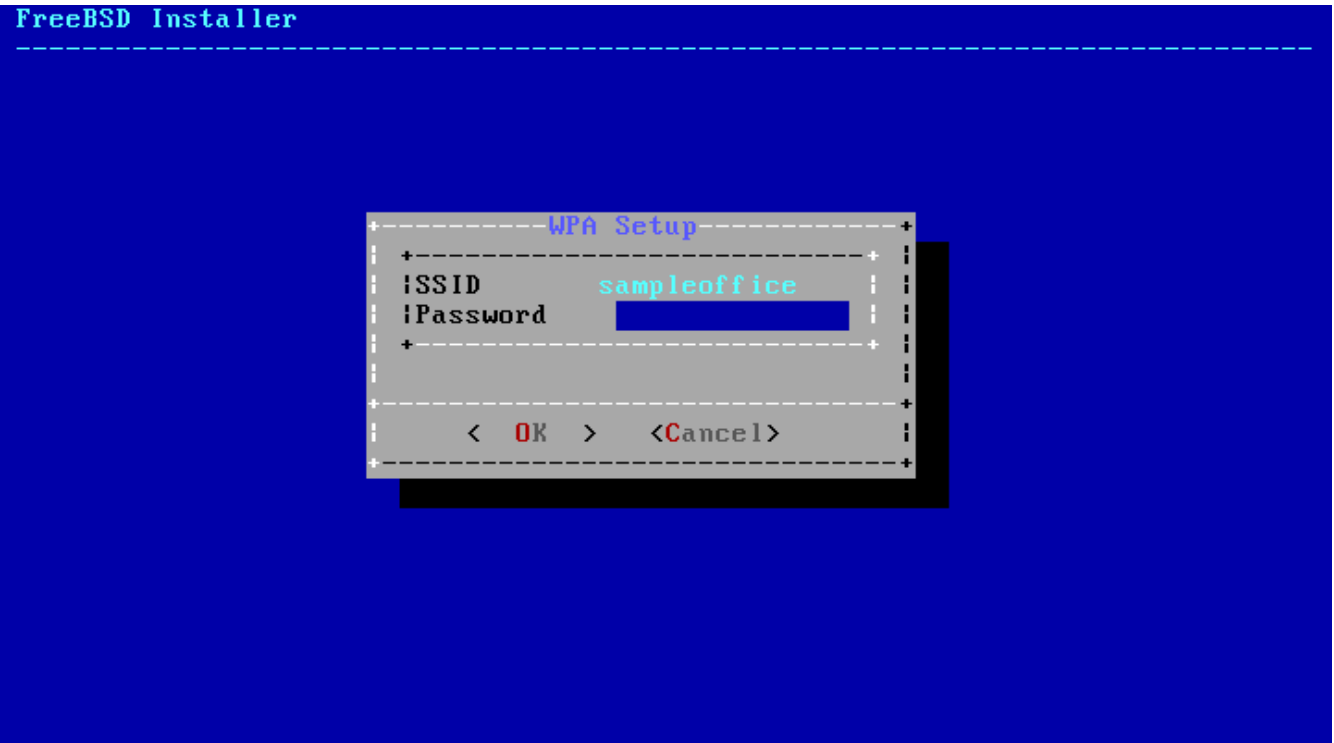 FreeBSD Installer
WPA Setup
SSID sampleoffice
Password
< OK > <Cancel>